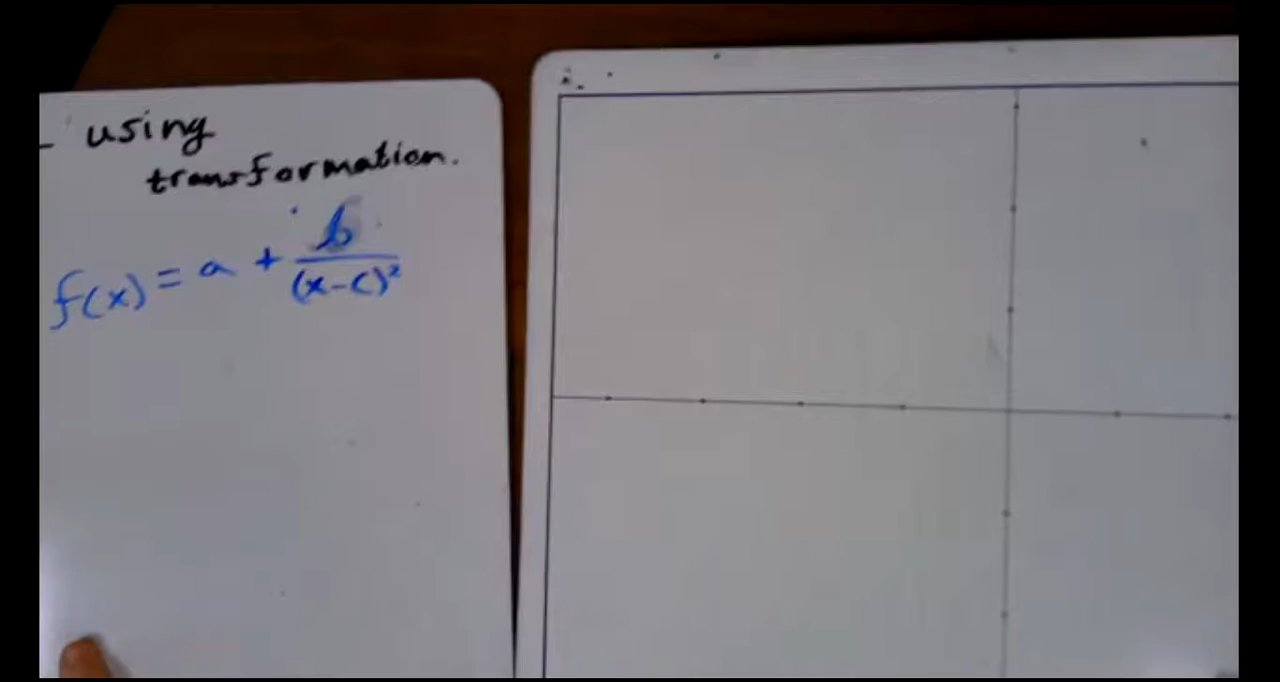 - using
transformation.
f(x) = a + b/(x-c)²